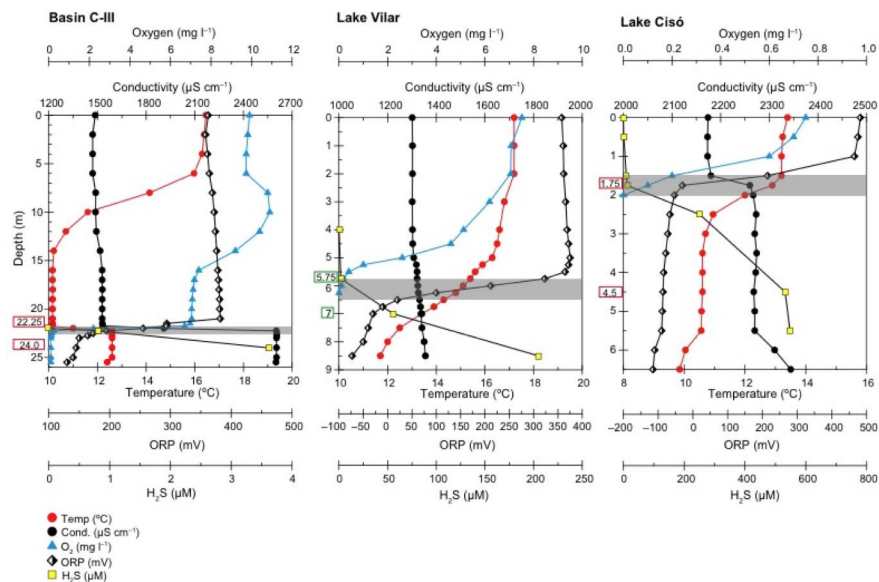 Basin C-III
Oxygen (mg l⁻¹)
0 2 4 6 8 10 12
Conductivity (µS cm⁻¹)
1200 1500 1800 2100 2400 2700
0
5
10
15
20
25
Depth (m)
22.25
24.0
10 12 14 16 18 20
Temperature (ºC)
100 200 300 400 500
ORP (mV)
0 1 2 3 4
H₂S (µM)
Lake Vilar
Oxygen (mg l⁻¹)
0 2 4 6 8 10
Conductivity (µS cm⁻¹)
1000 1200 1400 1600 1800 2000
0
1
2
3
4
5
5.75
6
7
8
9
10 12 14 16 18 20
Temperature (ºC)
–100 –50 0 50 100 150 200 250 300 350 400
ORP (mV)
0 50 100 150 200 250
H₂S (µM)
Lake Cisó
Oxygen (mg l⁻¹)
0.0 0.2 0.4 0.6 0.8 1.0
Conductivity (µS cm⁻¹)
2000 2100 2200 2300 2400 2500
0
1
1.75
2
3
4
4.5
5
6
8 10 12 14 16
Temperature (ºC)
–200 –100 0 100 200 300 400 500
ORP (mV)
0 200 400 600 800
H₂S (µM)
Temp (ºC)
Cond. (µS cm⁻¹)
O₂ (mg l⁻¹)
ORP (mV)
H₂S (µM)